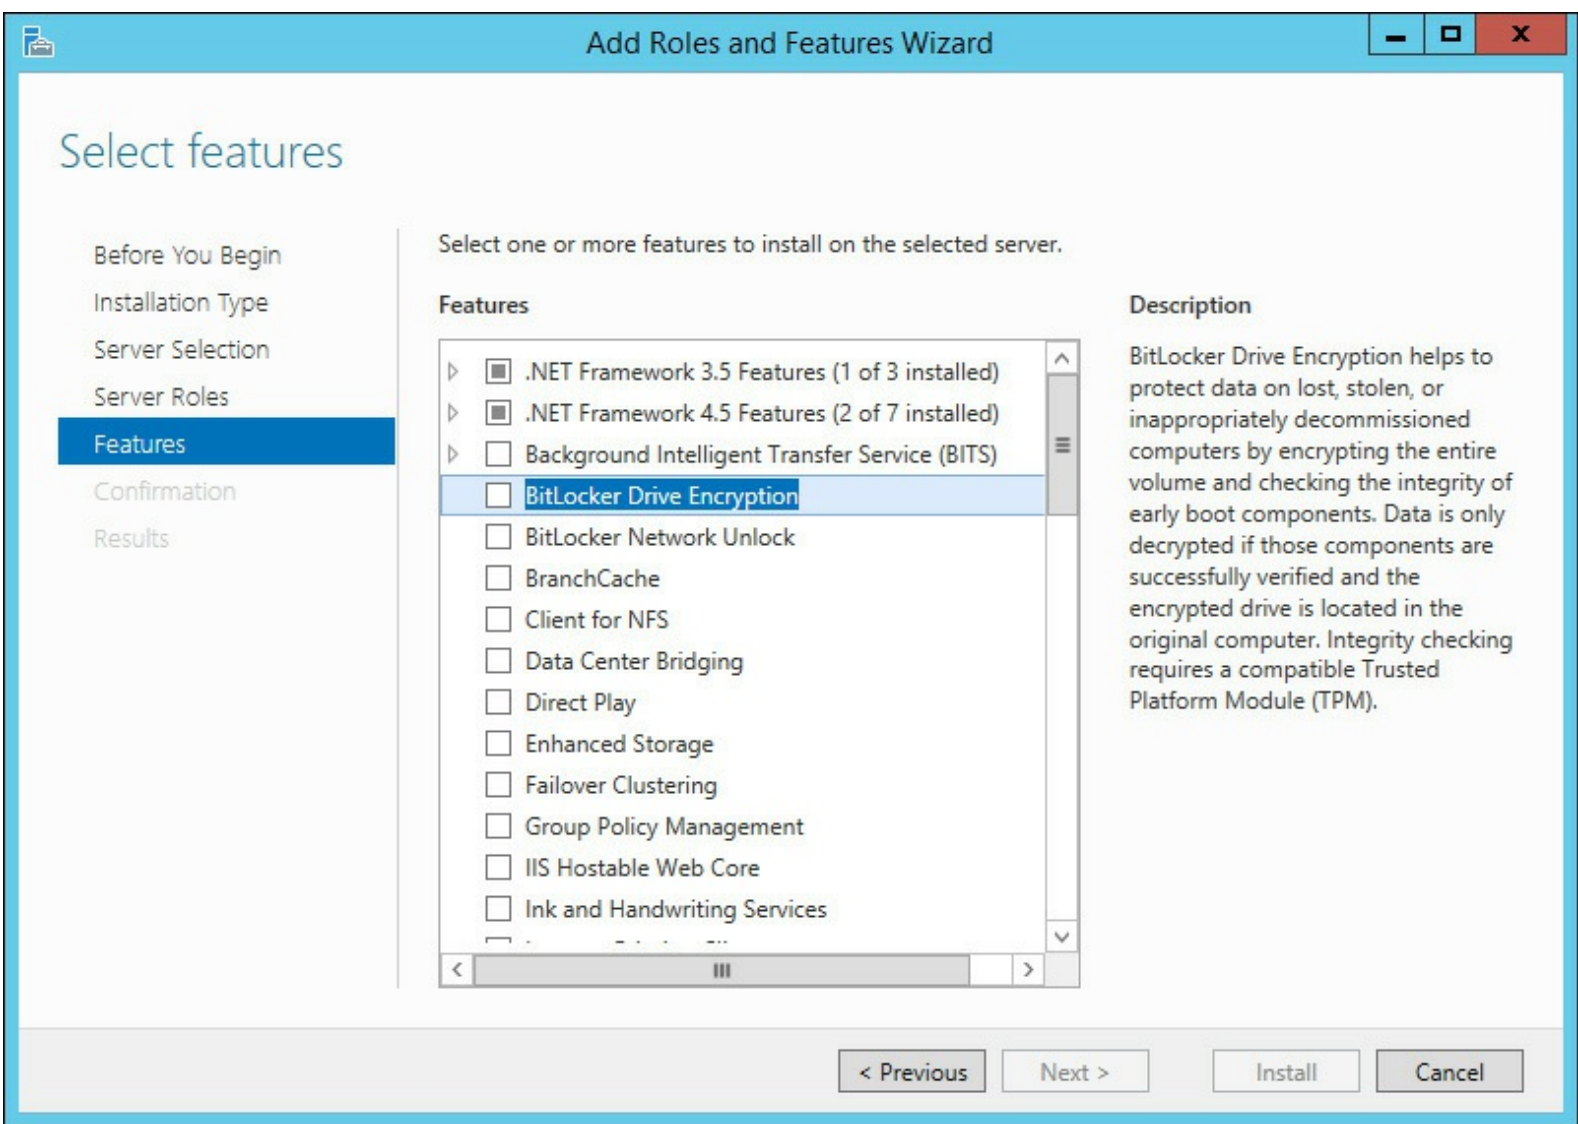 Add Roles and Features Wizard
Select features
Before You Begin
Installation Type
Server Selection
Server Roles
Features
Confirmation
Results
Select one or more features to install on the selected server.
Features
.NET Framework 3.5 Features (1 of 3 installed)
.NET Framework 4.5 Features (2 of 7 installed)
Background Intelligent Transfer Service (BITS)
BitLocker Drive Encryption
BitLocker Network Unlock
BranchCache
Client for NFS
Data Center Bridging
Direct Play
Enhanced Storage
Failover Clustering
Group Policy Management
IIS Hostable Web Core
Ink and Handwriting Services
Description
BitLocker Drive Encryption helps to
protect data on lost, stolen, or
inappropriately decommissioned
computers by encrypting the entire
volume and checking the integrity of
early boot components. Data is only
decrypted if those components are
successfully verified and the
encrypted drive is located in the
original computer. Integrity checking
requires a compatible Trusted
Platform Module (TPM).
< Previous
Next >
Install
Cancel